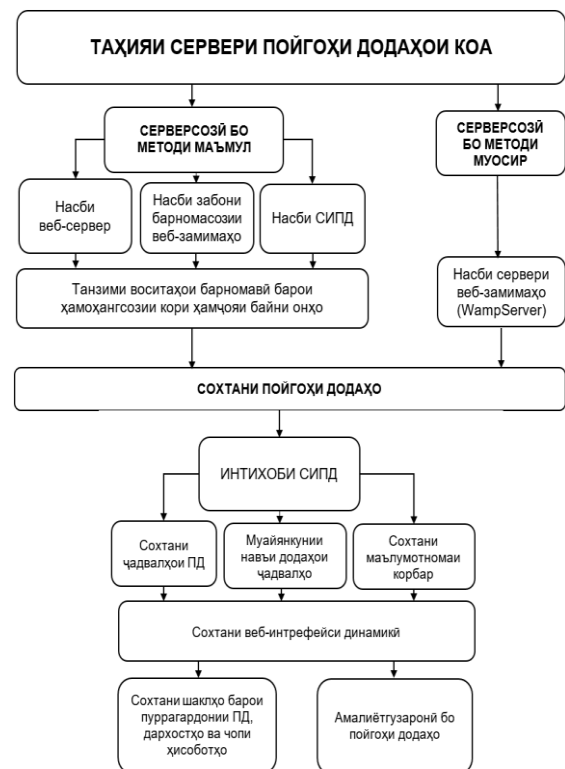 ТАҲИЯИ СЕРВЕРИ ПОЙГОҲИ ДОДАҲОИ КОА
СЕРВЕРСОЗӢ БО
МЕТОДИ МАЪМУЛ
СЕРВЕРСОЗӢ
БО МЕТОДИ
МУОСИР
Насби
веб-сервер
Насби забони
барномасозии
веб-замимаҳо
Насби СИПД
Танзими воситаҳои барномавӣ барои
ҳамоҳангсозии кори ҳамҷояи байни онҳо
Насби сервери
веб-замимаҳо
(WampServer)
СОХТАНИ ПОЙГОҲИ ДОДАҲО
ИНТИХОБИ СИПД
Сохтани
ҷадвалҳои ПД
Муайянкунии
навъи додаҳои
ҷадвалҳо
Сохтани
маълумотномаи
корбар
Сохтани веб-интрефейси динамикӣ
Сохтани шаклҳо барои
пуррагардонии ПД,
дархостҳо ва чопи
ҳисоботҳо
Амалиётгузаронӣ бо
пойгоҳи додаҳо